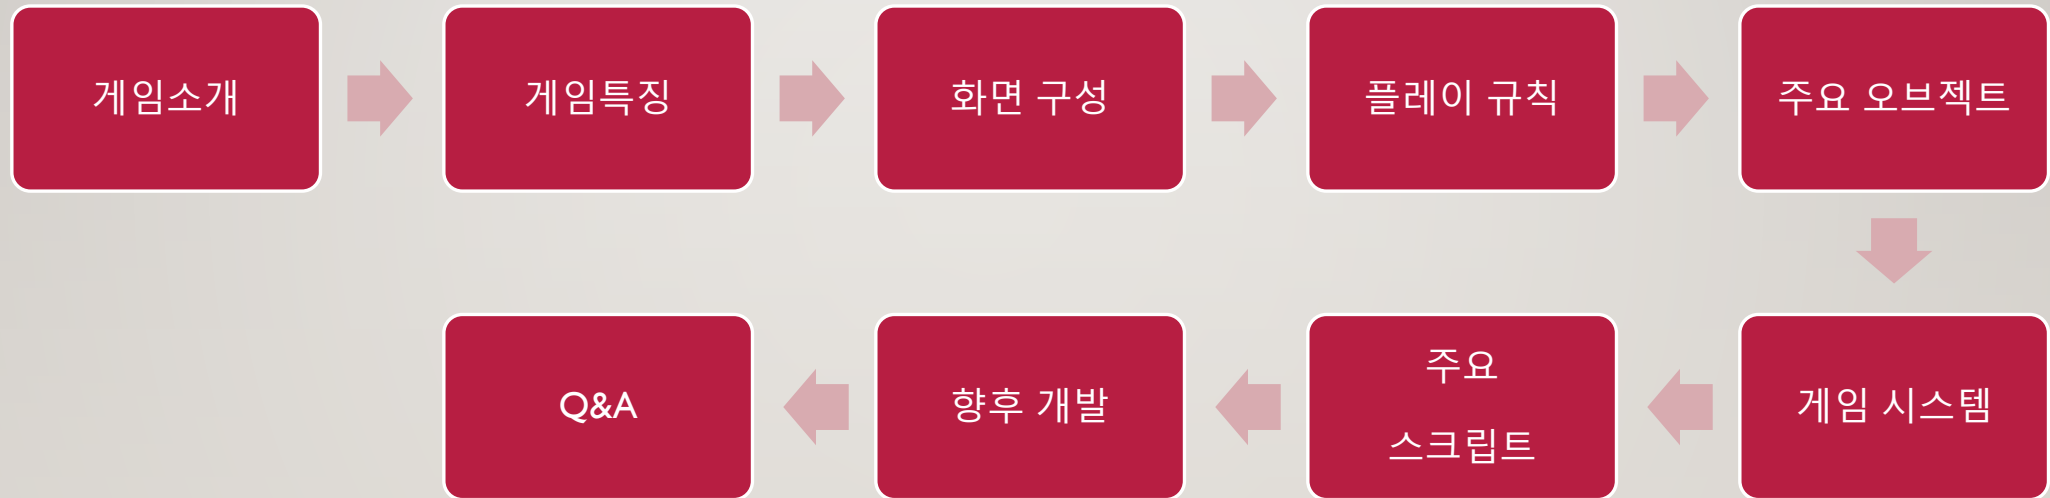 게임소개
게임특징
화면 구성
플레이 규칙
주요 오브젝트
게임 시스템
주요
스크립트
향후 개발
Q&A